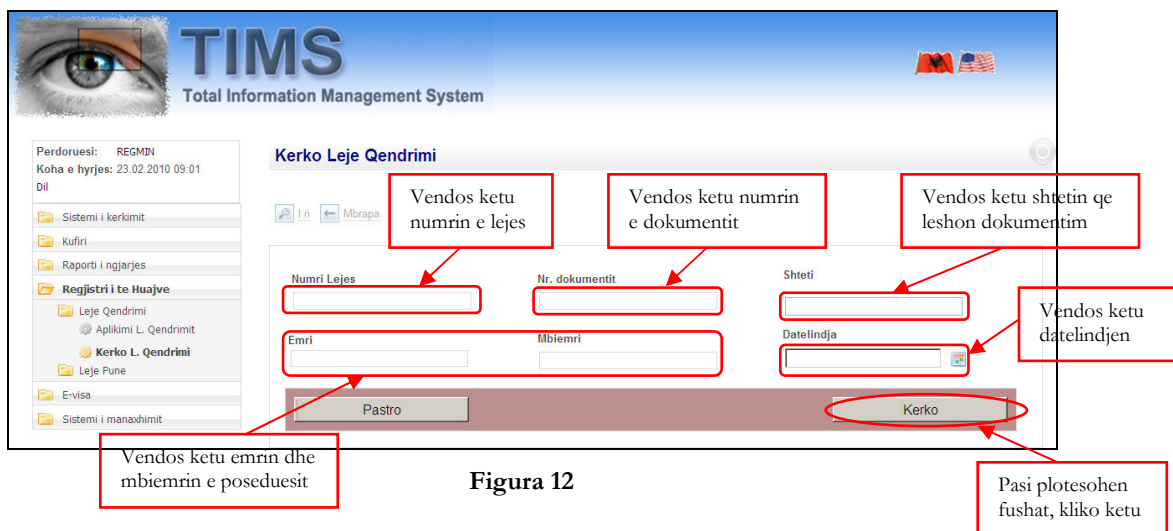 TIMS
Total Information Management System
Perdoruesi: REGMIN
Koha e hyrjes: 23.02.2010 09:01
Dil
Sistemi i kerkimit
Kufiri
Raporti i ngjarjes
Regjistri i te Huajve
Leje Qendrimi
Aplikimi L. Qendrimit
Kerko L. Qendrimi
Leje Pune
E-visa
Sistemi i manaxhimit
Kerko Leje Qendrimi
I ri Mbrapa
Vendos ketu
numrin e lejes
Vendos ketu numrin
e dokumentit
Vendos ketu shtetin qe
leshon dokumentim
Numri Lejes
Nr. dokumentit
Shteti
Vendos ketu
datelindjen
Emri
Mbiemri
Datelindja
Pastro
Kerko
Vendos ketu emrin dhe
mbiemrin e poseduesit
Figura 12
Pasi plotesohen
fushat, kliko ketu